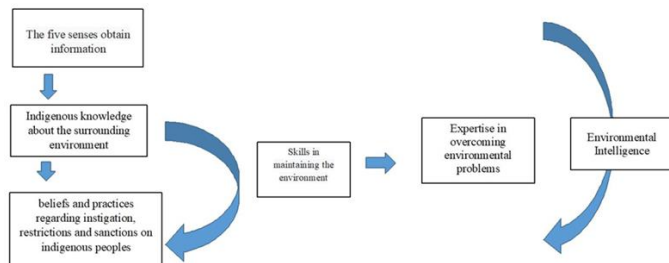 The five senses obtain
information
Indigenous knowledge
about the surrounding
environment
beliefs and practices
regarding instigation,
restrictions and sanctions on
indigenous peoples
Skills in
maintaining the
environment
Expertise in
overcoming
environmental
problems
Environmental
Intelligence